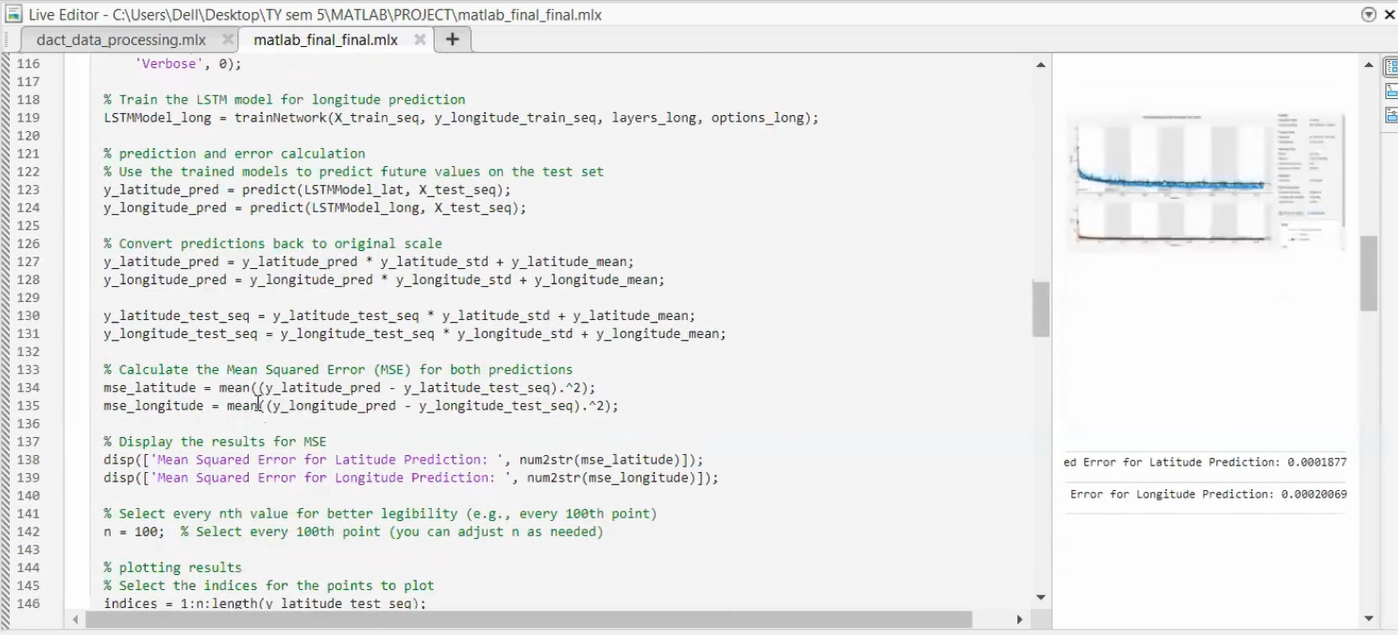 Live Editor - C:\Users\Dell\Desktop\TY sem 5\MATLAB\PROJECT\matlab_final_final.mlx
dact_data_processing.mlx
matlab_final_final.mlx
116 'Verbose', 0);
117
118 % Train the LSTM model for longitude prediction
119 LSTMModel_long = trainNetwork(X_train_seq, y_longitude_train_seq, layers_long, options_long);
120
121 % prediction and error calculation
122 % Use the trained models to predict future values on the test set
123 y_latitude_pred = predict(LSTMModel_lat, X_test_seq);
124 y_longitude_pred = predict(LSTMModel_long, X_test_seq);
125
126 % Convert predictions back to original scale
127 y_latitude_pred = y_latitude_pred * y_latitude_std + y_latitude_mean;
128 y_longitude_pred = y_longitude_pred * y_longitude_std + y_longitude_mean;
129
130 y_latitude_test_seq = y_latitude_test_seq * y_latitude_std + y_latitude_mean;
131 y_longitude_test_seq = y_longitude_test_seq * y_longitude_std + y_longitude_mean;
132
133 % Calculate the Mean Squared Error (MSE) for both predictions
134 mse_latitude = mean((y_latitude_pred - y_latitude_test_seq).^2);
135 mse_longitude = mean((y_longitude_pred - y_longitude_test_seq).^2);
136
137 % Display the results for MSE
138 disp(['Mean Squared Error for Latitude Prediction: ', num2str(mse_latitude)]);
139 disp(['Mean Squared Error for Longitude Prediction: ', num2str(mse_longitude)]);
140
141 % Select every nth value for better legibility (e.g., every 100th point)
142 n = 100; % Select every 100th point (you can adjust n as needed)
143
144 % plotting results
145 % Select the indices for the points to plot
146 indices = 1:n:length(y_latitude_test_seq);
ed Error for Latitude Prediction: 0.0001877
Error for Longitude Prediction: 0.00020069